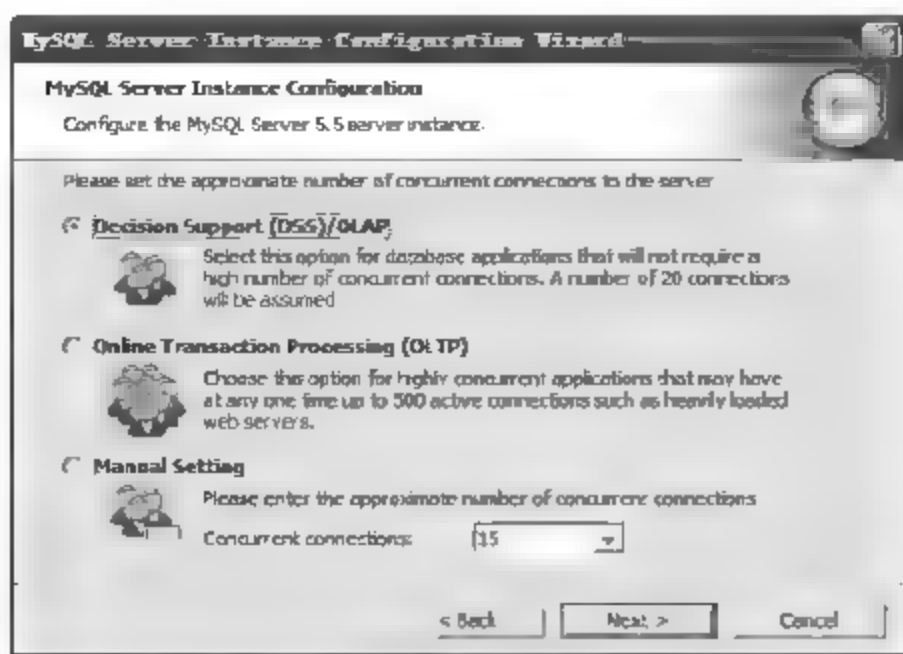 MySQL Server Instance Configuration Wizard
MySQL Server Instance Configuration
Configure the MySQL Server 5.5 server instance.
Please set the approximate number of concurrent connections to the server
Decision Support (DSS)/OLAP
Select this option for database applications that will not require a
high number of concurrent connections. A number of 20 connections
will be assumed
Online Transaction Processing (OLTP)
Choose this option for highly concurrent applications that may have
at any one time up to 500 active connections such as heavily loaded
web servers.
Manual Setting
Please enter the approximate number of concurrent connections
Concurrent connections: 15
< Back Next > Cancel